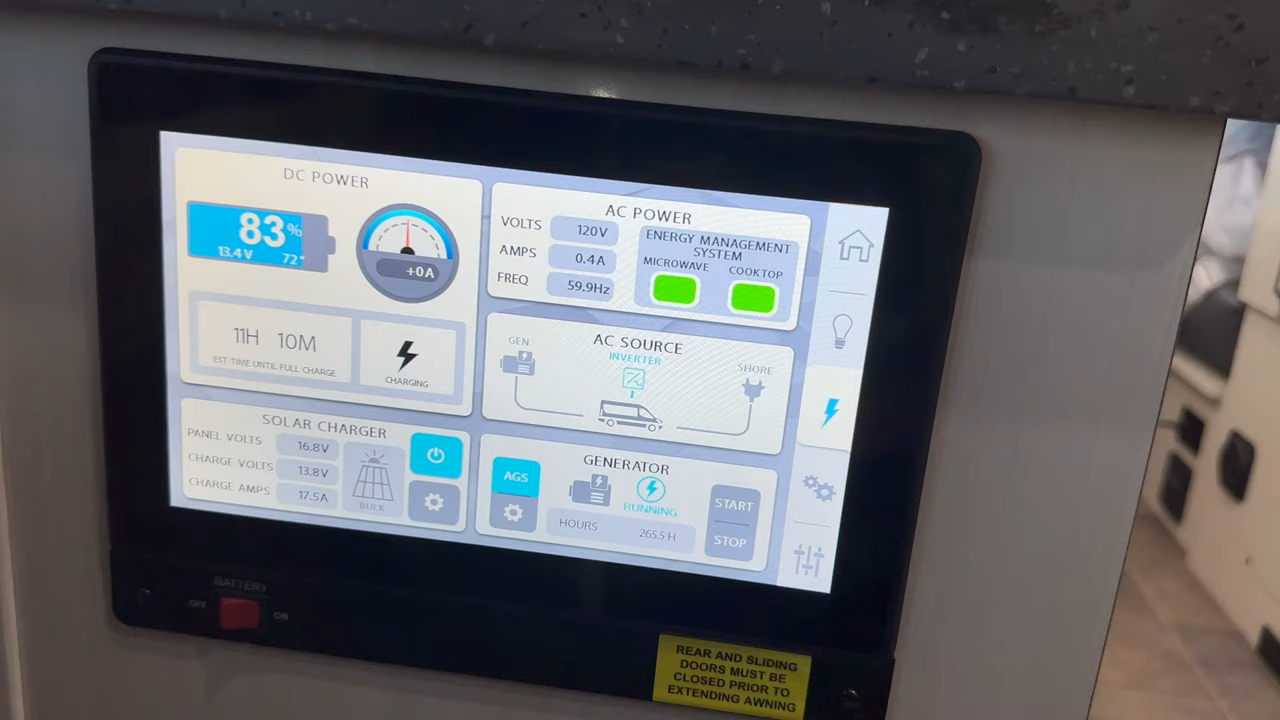 DC POWER
83%
13.4V 72°
+0A
11H 10M
EST TIME UNTIL FULL CHARGE
CHARGING
SOLAR CHARGER
PANEL VOLTS 16.8V
CHARGE VOLTS 13.8V
CHARGE AMPS 17.5A
BULK
AC POWER
VOLTS 120V
AMPS 0.4A
FREQ 59.9Hz
ENERGY MANAGEMENT
SYSTEM
MICROWAVE COOKTOP
AC SOURCE
GEN
INVERTER
SHORE
GENERATOR
AGS
RUNNING
HOURS 265.5 H
START
STOP
BATTERY
OFF ON
REAR AND SLIDING
DOORS MUST BE
CLOSED PRIOR TO
EXTENDING AWNING